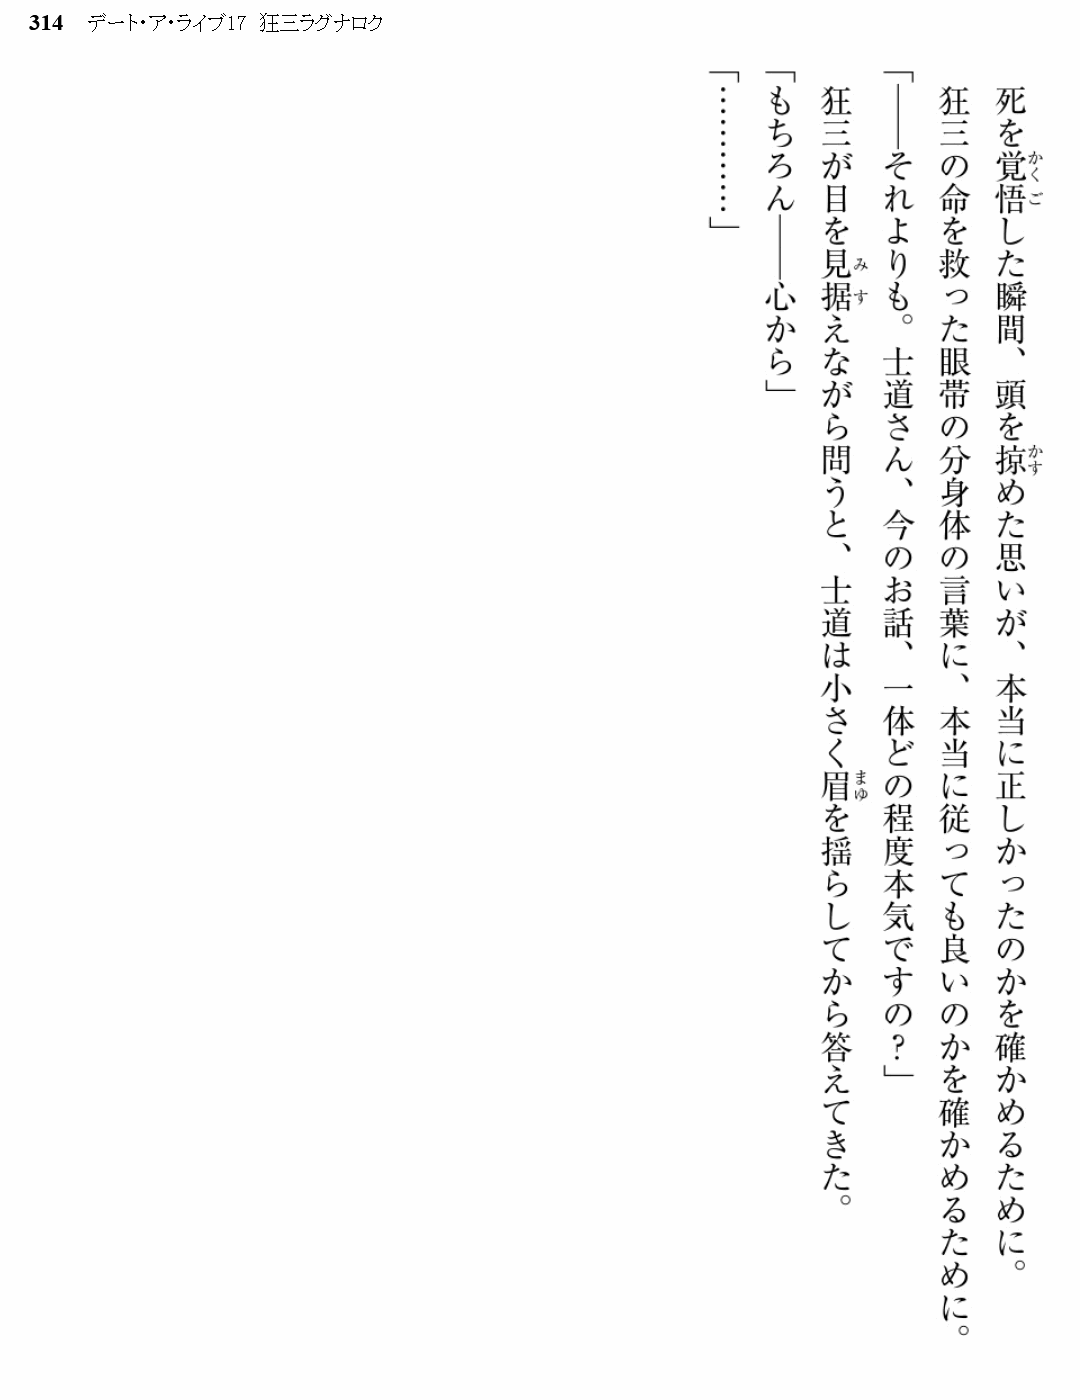 314 デート・ア・ライブ17 狂三ラグナロク
死を覚悟した瞬間、頭を掠めた思いが、本当に正しかったのかを確かめるために。
狂三の命を救った眼帯の分身体の言葉に、本当に従っても良いのかを確かめるために。
「――それよりも。士道さん、今のお話、一体どの程度本気ですの?」
狂三が目を見据えながら問うと、士道は小さく眉を揺らしてから答えてきた。
「もちろん――心から」
「…………」